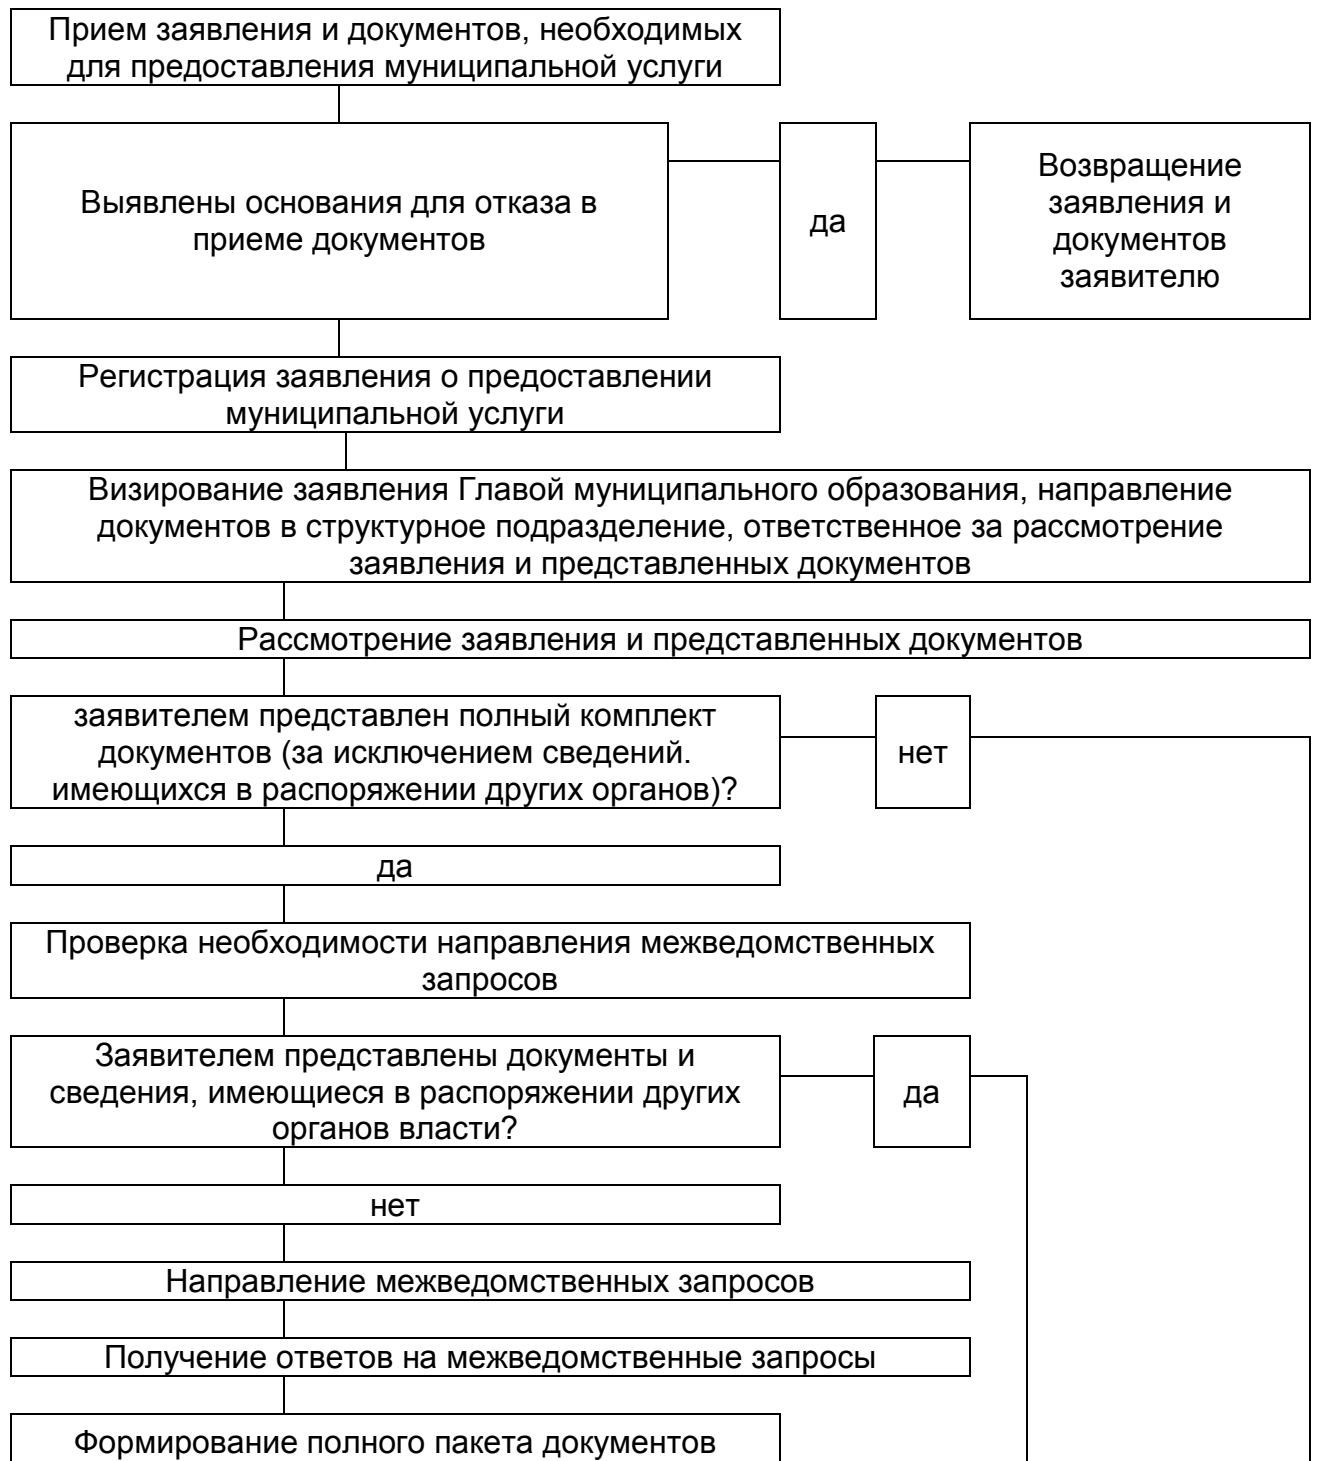 Прием заявления и документов, необходимых
для предоставления муниципальной услуги
Выявлены основания для отказа в
приеме документов
да
Возвращение
заявления и
документов
заявителю
Регистрация заявления о предоставлении
муниципальной услуги
Визирование заявления Главой муниципального образования, направление
документов в структурное подразделение, ответственное за рассмотрение
заявления и представленных документов
Рассмотрение заявления и представленных документов
заявителем представлен полный комплект
документов (за исключением сведений.
имеющихся в распоряжении других органов)?
нет
да
Проверка необходимости направления межведомственных
запросов
Заявителем представлены документы и
сведения, имеющиеся в распоряжении других
органов власти?
да
нет
Направление межведомственных запросов
Получение ответов на межведомственные запросы
Формирование полного пакета документов